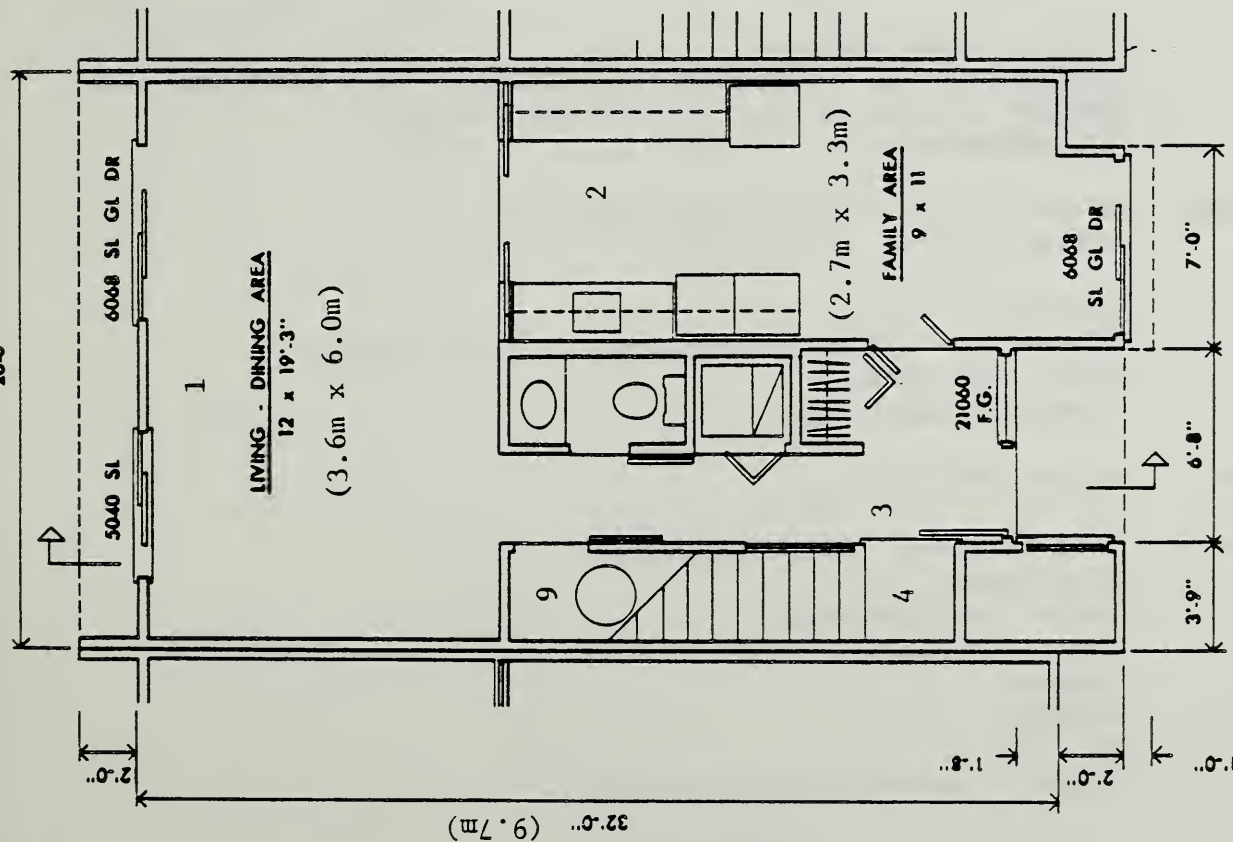 5040 SL
6068 SL GL DR
1
LIVING - DINING AREA
12 x 19'-3"
(3.6m x 6.0m)
2
(2.7m x 3.3m)
FAMILY AREA
9 x 11
6068
SL GL DR
21060
F.G.
3
9
4
2'-0"
32'-0" (9.7m)
1'-8"
2'-0"
3'-9"
6'-8"
7'-0"